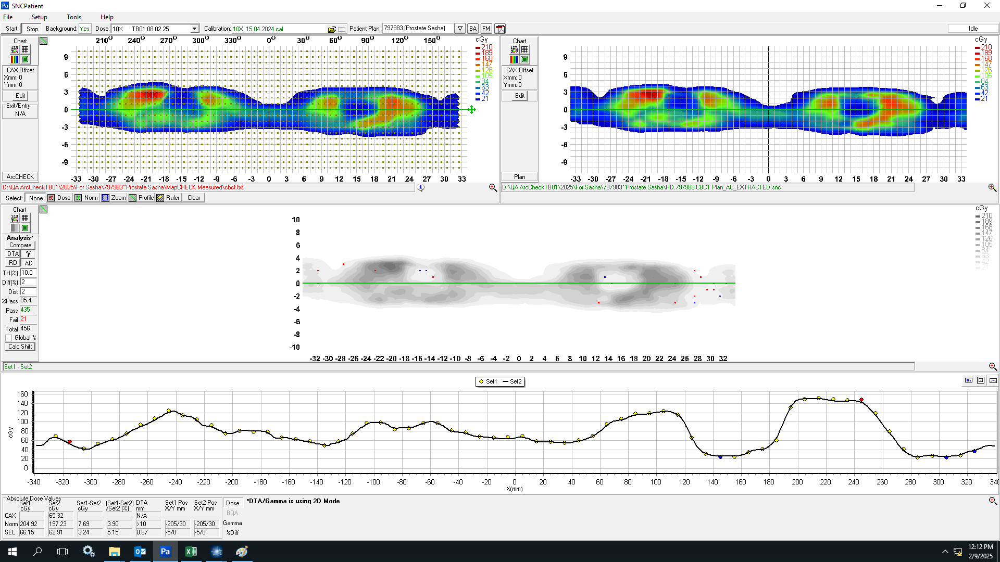 SNCPatient
File Setup Tools Help
Start Stop Background: Yes Dose: 10X TB01 08.02.25 Calibration: 10X_15.04.2024.cal Patient Plan: 797983 (Prostate Sasha) BA FM Idle
Chart
210º 240º 270º 300º 330º 0º 30º 60º 90º 120º 150º
cGy
210
189
168
147
126
105
84
63
42
21
CAX Offset
Xmm: 0
Ymm: 0
Edit
Exit/Entry
N/A
ArcCHECK
9
6
3
0
-3
-6
-9
-33 -30 -27 -24 -21 -18 -15 -12 -9 -6 -3 0 3 6 9 12 15 18 21 24 27 30 33
D:\QA ArcCheckTB01\2025\For Sasha\797983~Prostate Sasha\MapCHECK Measured\cbct.txt
Select: None Dose Norm Zoom Profile Ruler Clear
Chart
CAX Offset
Xmm: 0
Ymm: 0
Edit
Plan
9
6
3
0
-3
-6
-9
-33 -30 -27 -24 -21 -18 -15 -12 -9 -6 -3 0 3 6 9 12 15 18 21 24 27 30 33
cGy
210
189
168
147
126
105
84
63
42
21
D:\QA ArcCheckTB01\2025\For Sasha\797983~Prostate Sasha\RD.797983.CBCT Plan_AC_EXTRACTED.snc
Chart
Analysis*
Compare
DTA γ
RD AD
TH(%) 10.0
Diff(%) 2
Dist 2
%Pass 95.4
Pass 435
Fail 21
Total 456
Global %
Calc Shift
10
8
6
4
2
0
-2
-4
-6
-8
-10
-32 -30 -28 -26 -24 -22 -20 -18 -16 -14 -12 -10 -8 -6 -4 -2 0 2 4 6 8 10 12 14 16 18 20 22 24 26 28 30 32
cGy
210
189
168
147
126
105
84
63
42
21
Set1 - Set2
Set1 Set2
cGy
160
140
120
100
80
60
40
20
0
-340 -320 -300 -280 -260 -240 -220 -200 -180 -160 -140 -120 -100 -80 -60 -40 -20 0 20 40 60 80 100 120 140 160 180 200 220 240 260 280 300 320 340
X(mm)
Absolute Dose Values
Set1 Set2 Set1-Set2 (Set1-Set2) DTA Set1 Pos Set2 Pos
cGy cGy cGy /Set2 (%) mm X/Y mm X/Y mm
CAX 65.32 N/A
Norm 204.92 197.23 7.69 3.90 >10 -205/30 -205/30
SEL 66.15 62.91 3.24 5.15 0.67 -5/0 -5/0
Dose
BQA
Gamma
%Diff
*DTA/Gamma is using 2D Mode
12:12 PM
2/9/2025